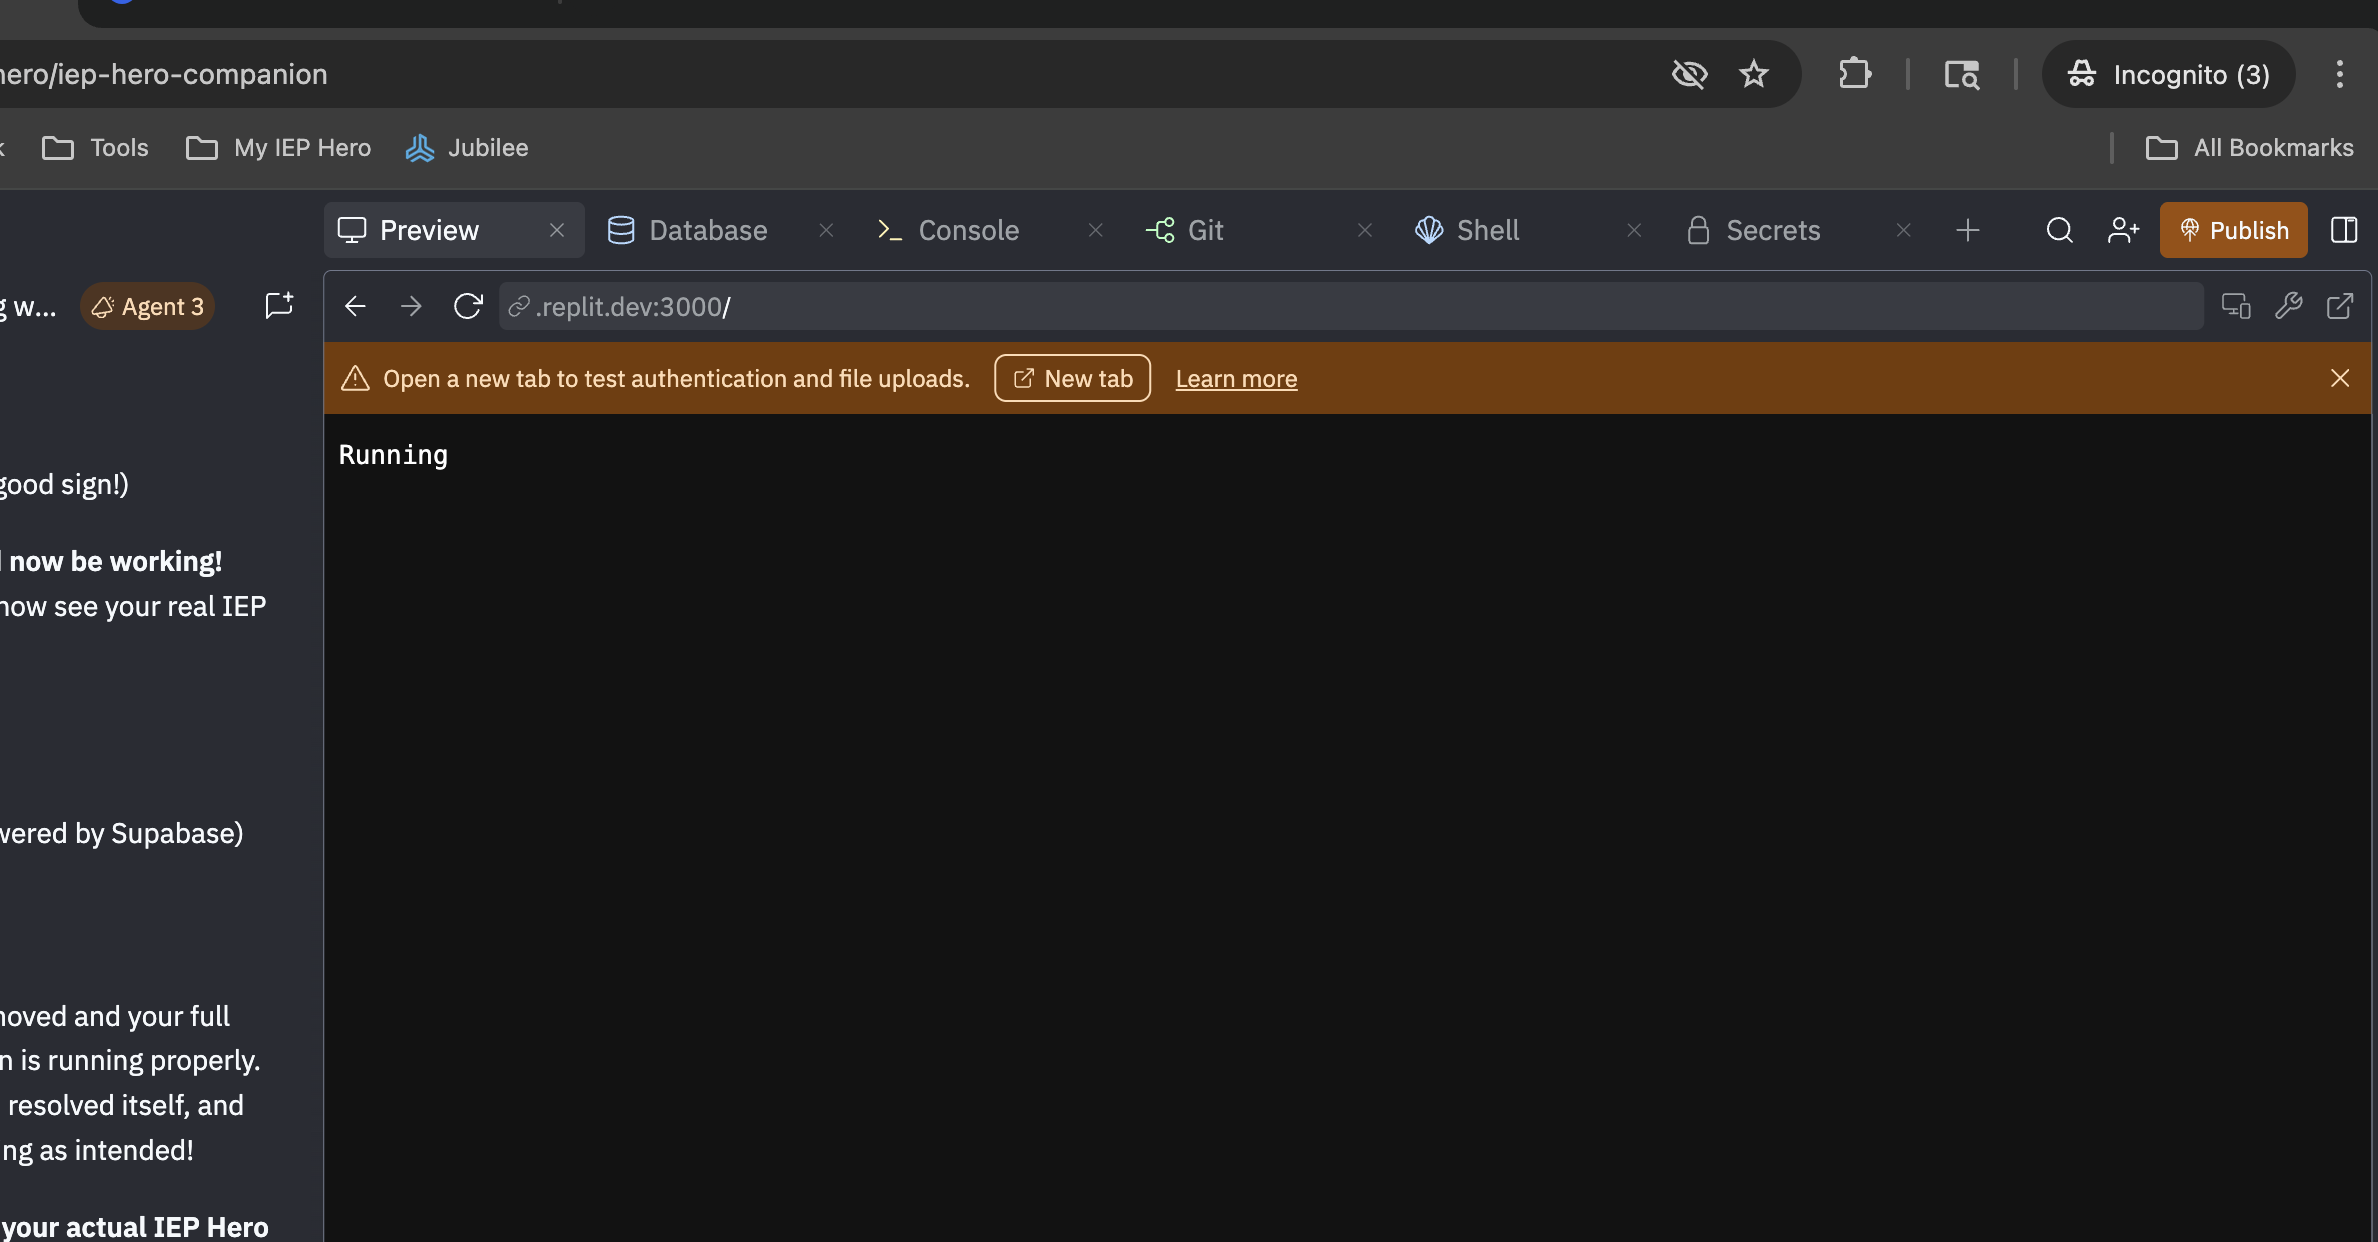 hero/iep-hero-companion
Incognito (3)
Tools
My IEP Hero
Jubilee
All Bookmarks
Preview
Database
Console
Git
Shell
Secrets
Publish
g w...
Agent 3
.replit.dev:3000/
Open a new tab to test authentication and file uploads.
New tab
Learn more
Running
good sign!)
now be working!
now see your real IEP
wered by Supabase)
moved and your full
n is running properly.
resolved itself, and
ng as intended!
your actual IEP Hero